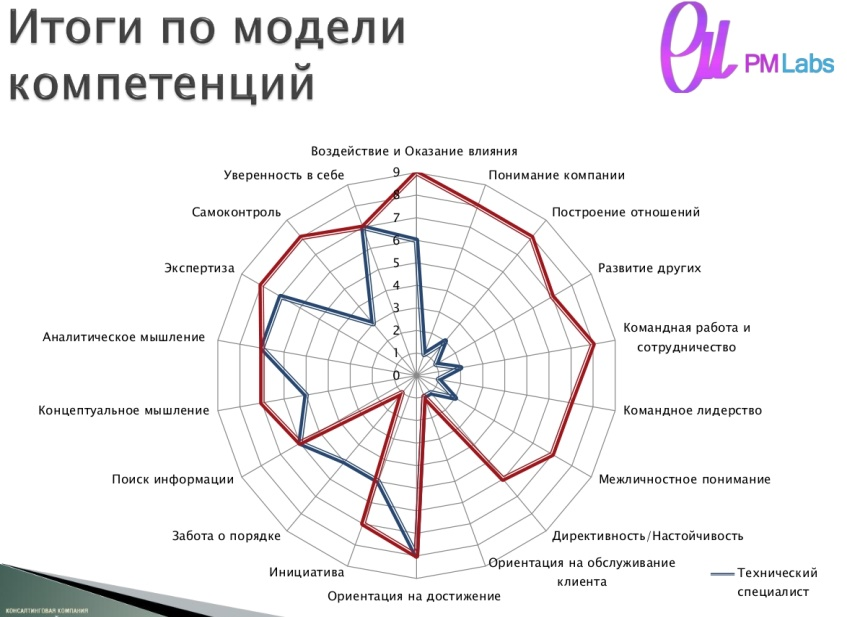 Итоги по модели
компетенций
PM Labs
Воздействие и Оказание влияния
Уверенность в себе
9
Понимание компании
8
Самоконтроль
7
Построение отношений
6
Экспертиза
5
Развитие других
4
3
Аналитическое мышление
2
Командная работа и
сотрудничество
1
0
Концептуальное мышление
Командное лидерство
Поиск информации
Межличностное понимание
Забота о порядке
Директивность/Настойчивость
Инициатива
Ориентация на обслуживание
клиента
Ориентация на достижение
Технический
специалист
КОНСАЛТИНГОВАЯ КОМПАНИЯ